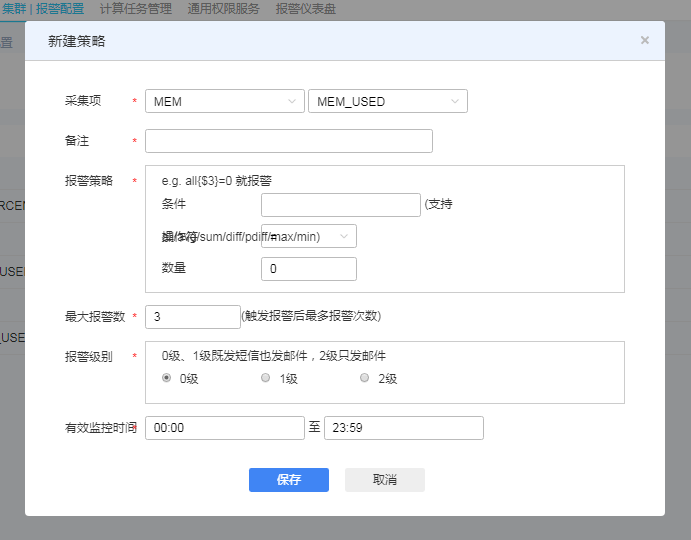 集群 | 报警配置 计算任务管理 通用权限服务 报警仪表盘
置
新建策略 ×
采集项 * MEM MEM_USED
备注 *
报警策略 * e.g. all{$3}=0 就报警
RCEN
条件 (支持
操作符 /avg/sum/diff/pdiff/max/min) =
USED
数量 0
最大报警数 * 3 (触发报警后最多报警次数)
_USE
报警级别 * 0级、1级既发短信也发邮件，2级只发邮件
0级 1级 2级
有效监控时间* 00:00 至 23:59
保存 取消